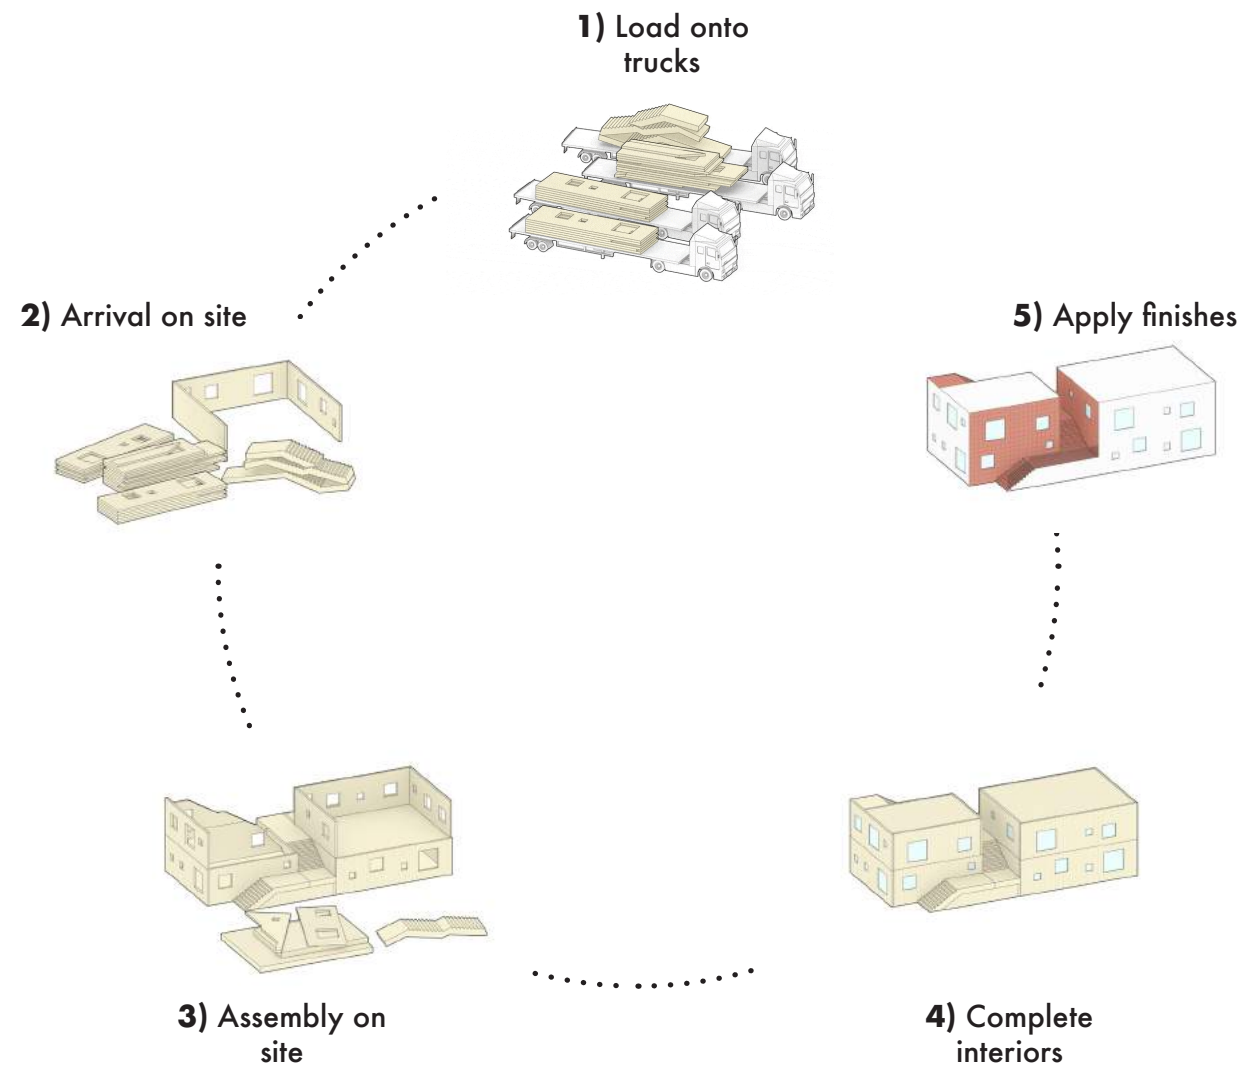 1) Load onto
trucks
2) Arrival on site
5) Apply finishes
3) Assembly on
site
4) Complete
interiors